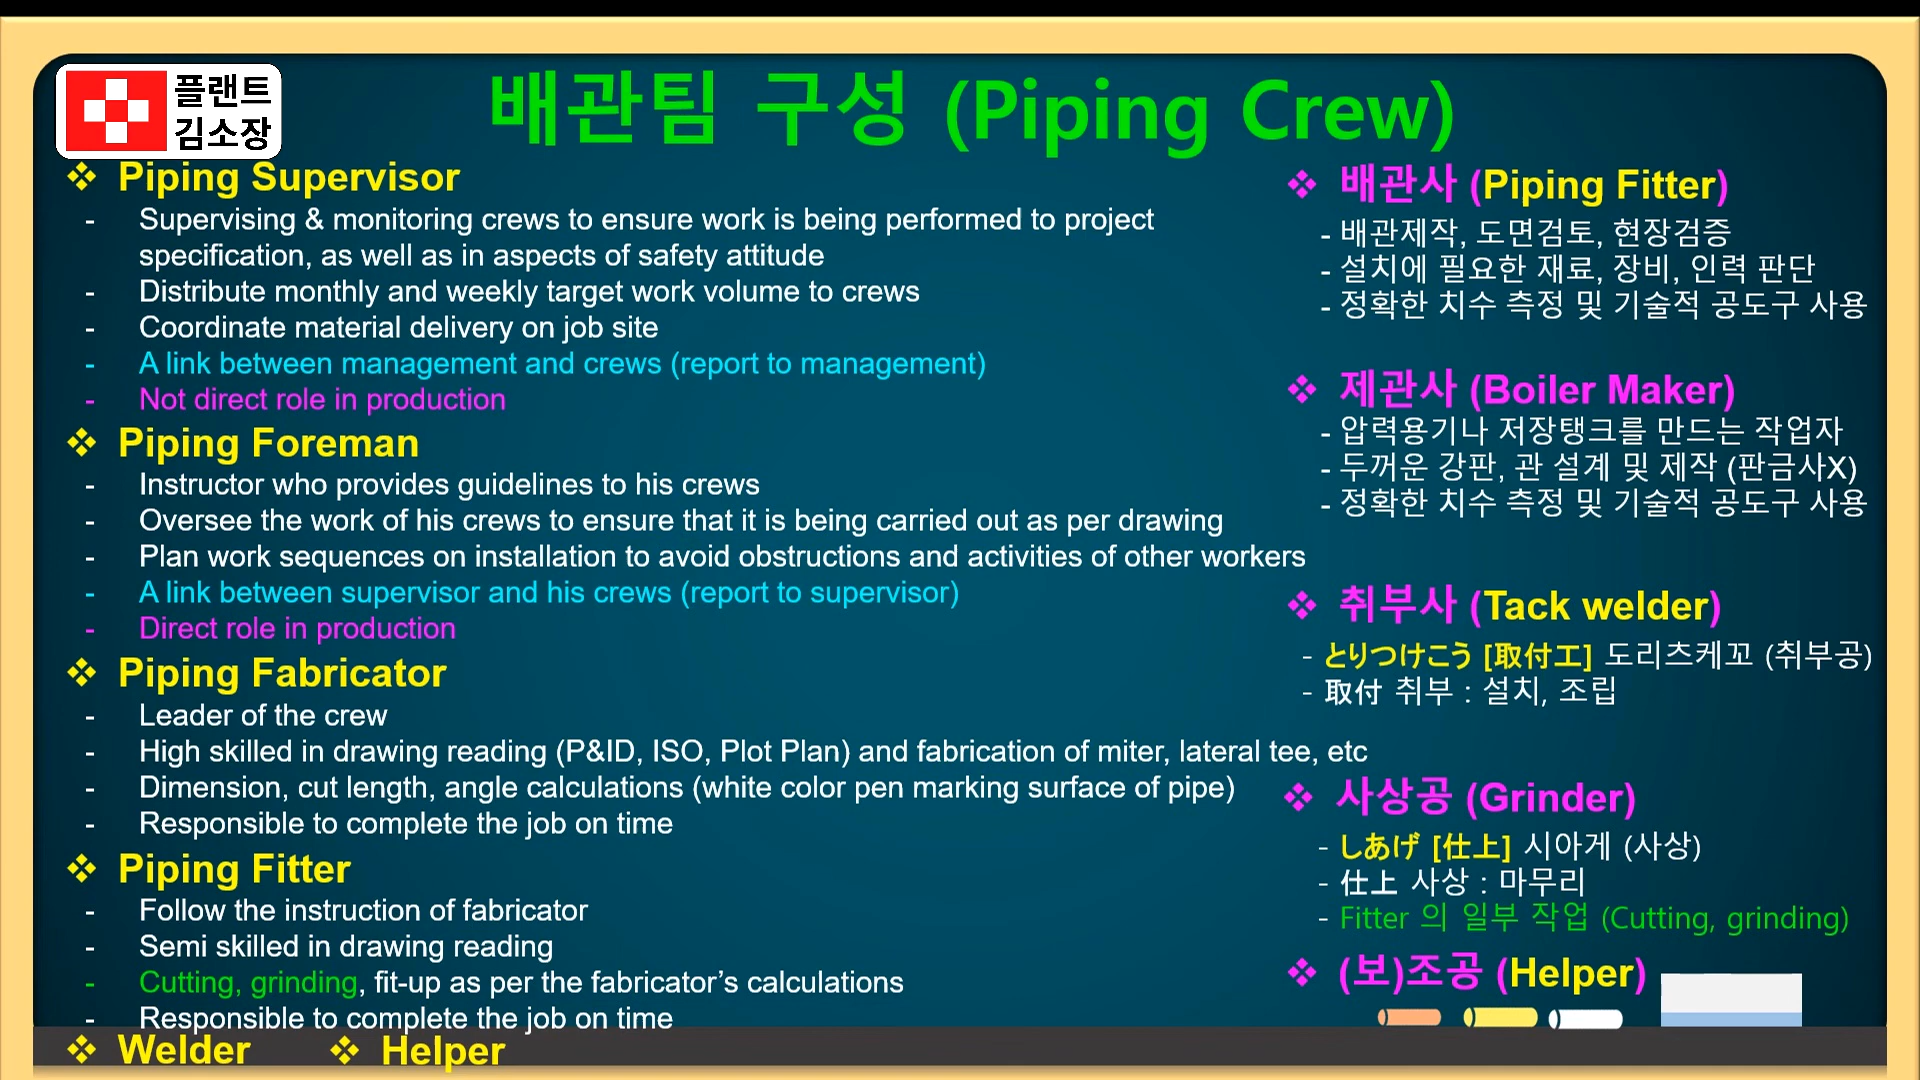 플랜트
김소장
배관팀 구성 (Piping Crew)
❖ Piping Supervisor
- Supervising & monitoring crews to ensure work is being performed to project
specification, as well as in aspects of safety attitude
- Distribute monthly and weekly target work volume to crews
- Coordinate material delivery on job site
- A link between management and crews (report to management)
- Not direct role in production
❖ Piping Foreman
- Instructor who provides guidelines to his crews
- Oversee the work of his crews to ensure that it is being carried out as per drawing
- Plan work sequences on installation to avoid obstructions and activities of other workers
- A link between supervisor and his crews (report to supervisor)
- Direct role in production
❖ Piping Fabricator
- Leader of the crew
- High skilled in drawing reading (P&ID, ISO, Plot Plan) and fabrication of miter, lateral tee, etc
- Dimension, cut length, angle calculations (white color pen marking surface of pipe)
- Responsible to complete the job on time
❖ Piping Fitter
- Follow the instruction of fabricator
- Semi skilled in drawing reading
- Cutting, grinding, fit-up as per the fabricator's calculations
- Responsible to complete the job on time
❖ Welder ❖ Helper
❖ 배관사 (Piping Fitter)
- 배관제작, 도면검토, 현장검증
- 설치에 필요한 재료, 장비, 인력 판단
- 정확한 치수 측정 및 기술적 공도구 사용
❖ 제관사 (Boiler Maker)
- 압력용기나 저장탱크를 만드는 작업자
- 두꺼운 강판, 관 설계 및 제작 (판금사X)
- 정확한 치수 측정 및 기술적 공도구 사용
❖ 취부사 (Tack welder)
- とりつけこう [取付工] 도리츠케꼬 (취부공)
- 取付 취부 : 설치, 조립
❖ 사상공 (Grinder)
- しあげ [仕上] 시아게 (사상)
- 仕上 사상 : 마무리
- Fitter 의 일부 작업 (Cutting, grinding)
❖ (보)조공 (Helper)